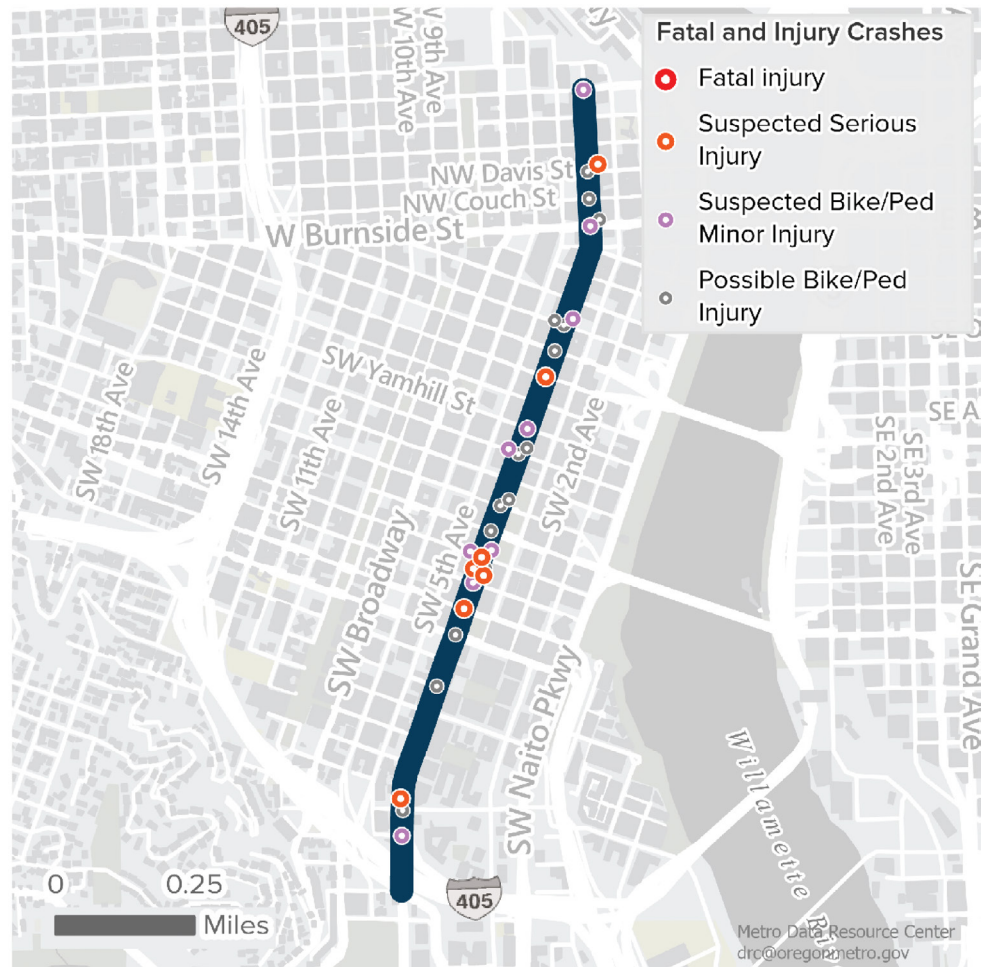 405
SW 9th Ave
W 10th Ave
Fatal and Injury Crashes
Fatal injury
Suspected Serious
Injury
Suspected Bike/Ped
Minor Injury
Possible Bike/Ped
Injury
NW Davis St
NW Couch St
W Burnside St
SW Yamhill St
SW 18th Ave
SW 14th Ave
SW 11th Ave
SW 2nd Ave
SW 5th Ave
SW Broadway
SW Naito Pkwy
SE A
SE 2nd Ave
SE 3rd Ave
SE Grand Ave
Willamette Riv
0 0.25
Miles
405
Metro Data Resource Center
drc@oregonmetro.gov